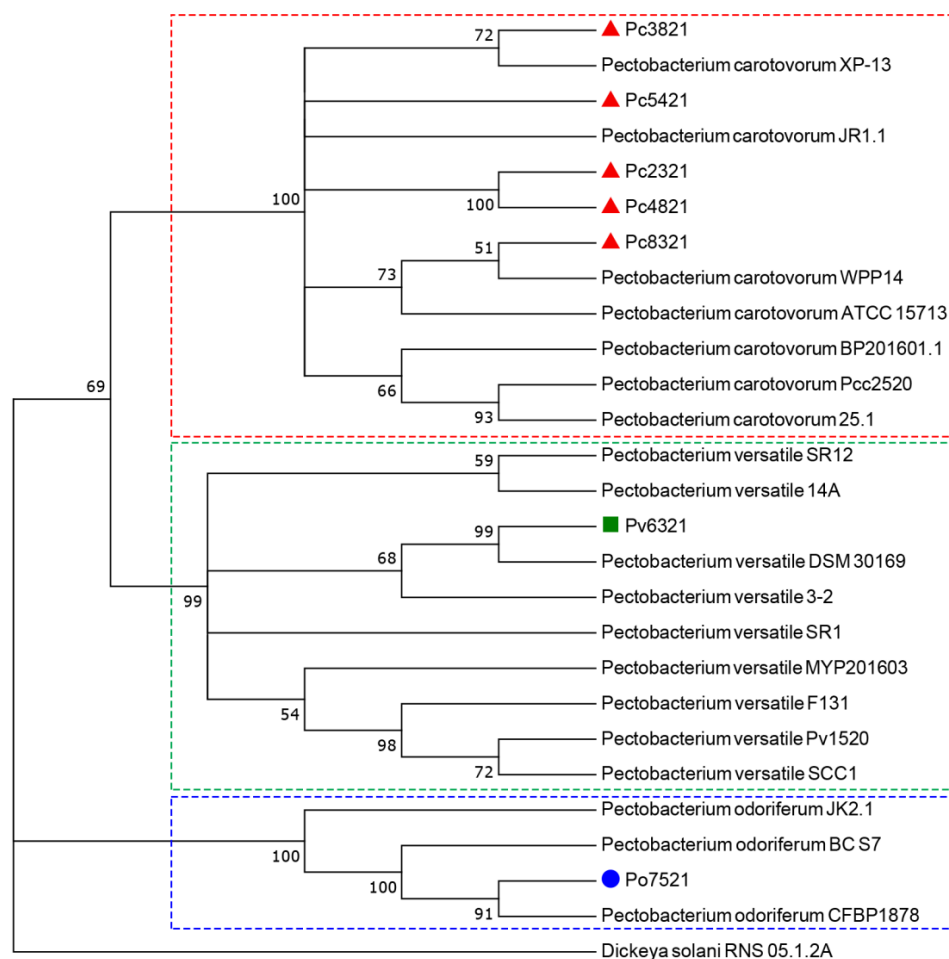 72
Pc3821
Pectobacterium carotovorum XP-13
Pc5421
Pectobacterium carotovorum JR1.1
100
Pc2321
100
Pc4821
Pc8321
51
73
Pectobacterium carotovorum WPP14
Pectobacterium carotovorum ATCC 15713
Pectobacterium carotovorum BP201601.1
69
66
Pectobacterium carotovorum Pcc2520
93
Pectobacterium carotovorum 25.1
Pectobacterium versatile SR12
59
Pectobacterium versatile 14A
Pv6321
99
68
Pectobacterium versatile DSM 30169
99
Pectobacterium versatile 3-2
Pectobacterium versatile SR1
Pectobacterium versatile MYP201603
54
Pectobacterium versatile F131
98
Pectobacterium versatile Pv1520
72
Pectobacterium versatile SCC1
Pectobacterium odoriferum JK2.1
100
Pectobacterium odoriferum BC S7
100
Po7521
91
Pectobacterium odoriferum CFBP1878
Dickeya solani RNS 05.1.2A